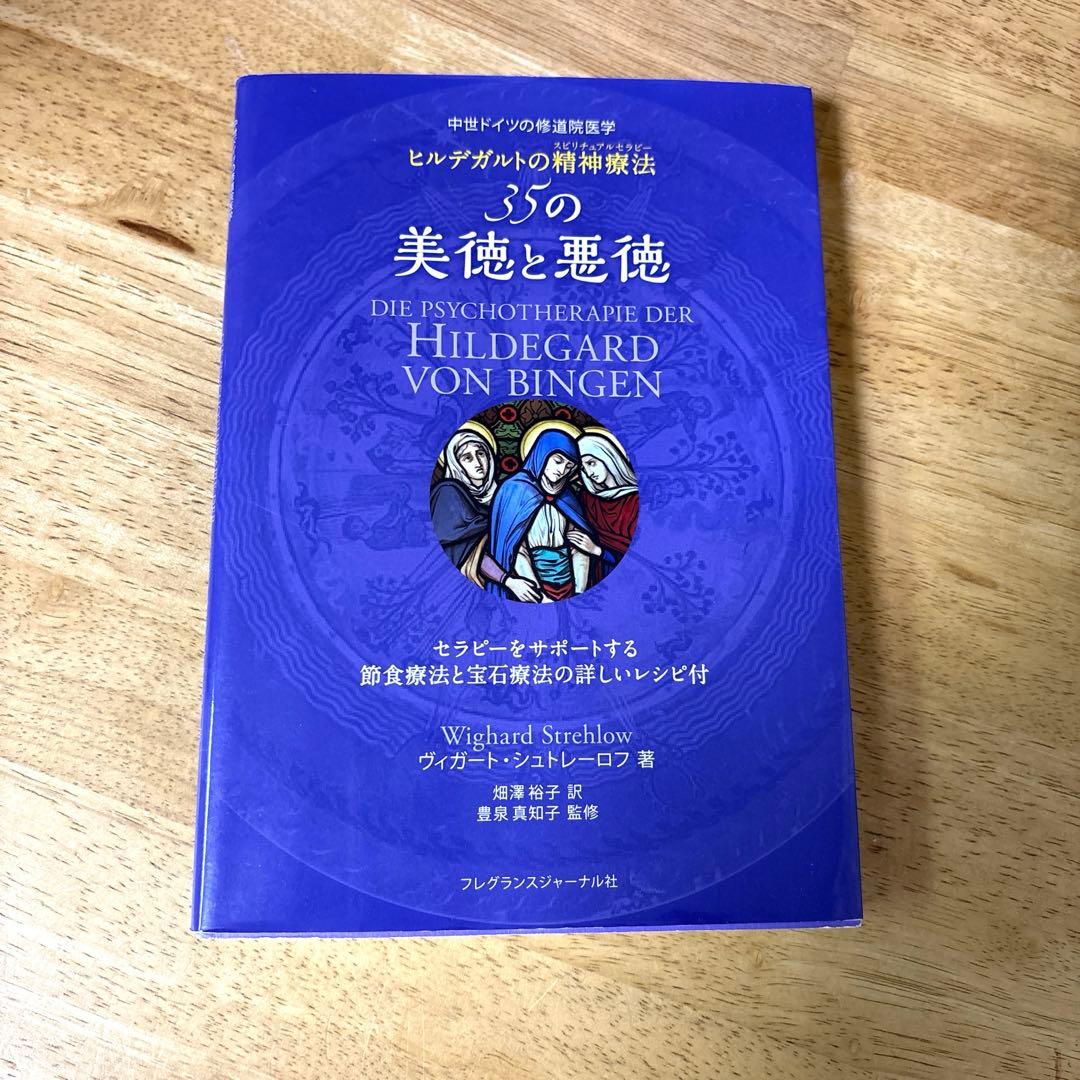 中世ドイツの修道院医学
スピリチュアルセラピー
ヒルデガルトの精神療法
35の
美徳と悪徳
DIE PSYCHOTHERAPIE DER
HILDEGARD
VON BINGEN
セラピーをサポートする
節食療法と宝石療法の詳しいレシピ付
Wighard Strehlow
ヴィガート・シュトレーロフ 著
畑澤 裕子 訳
豊泉 真知子 監修
フレグランスジャーナル社